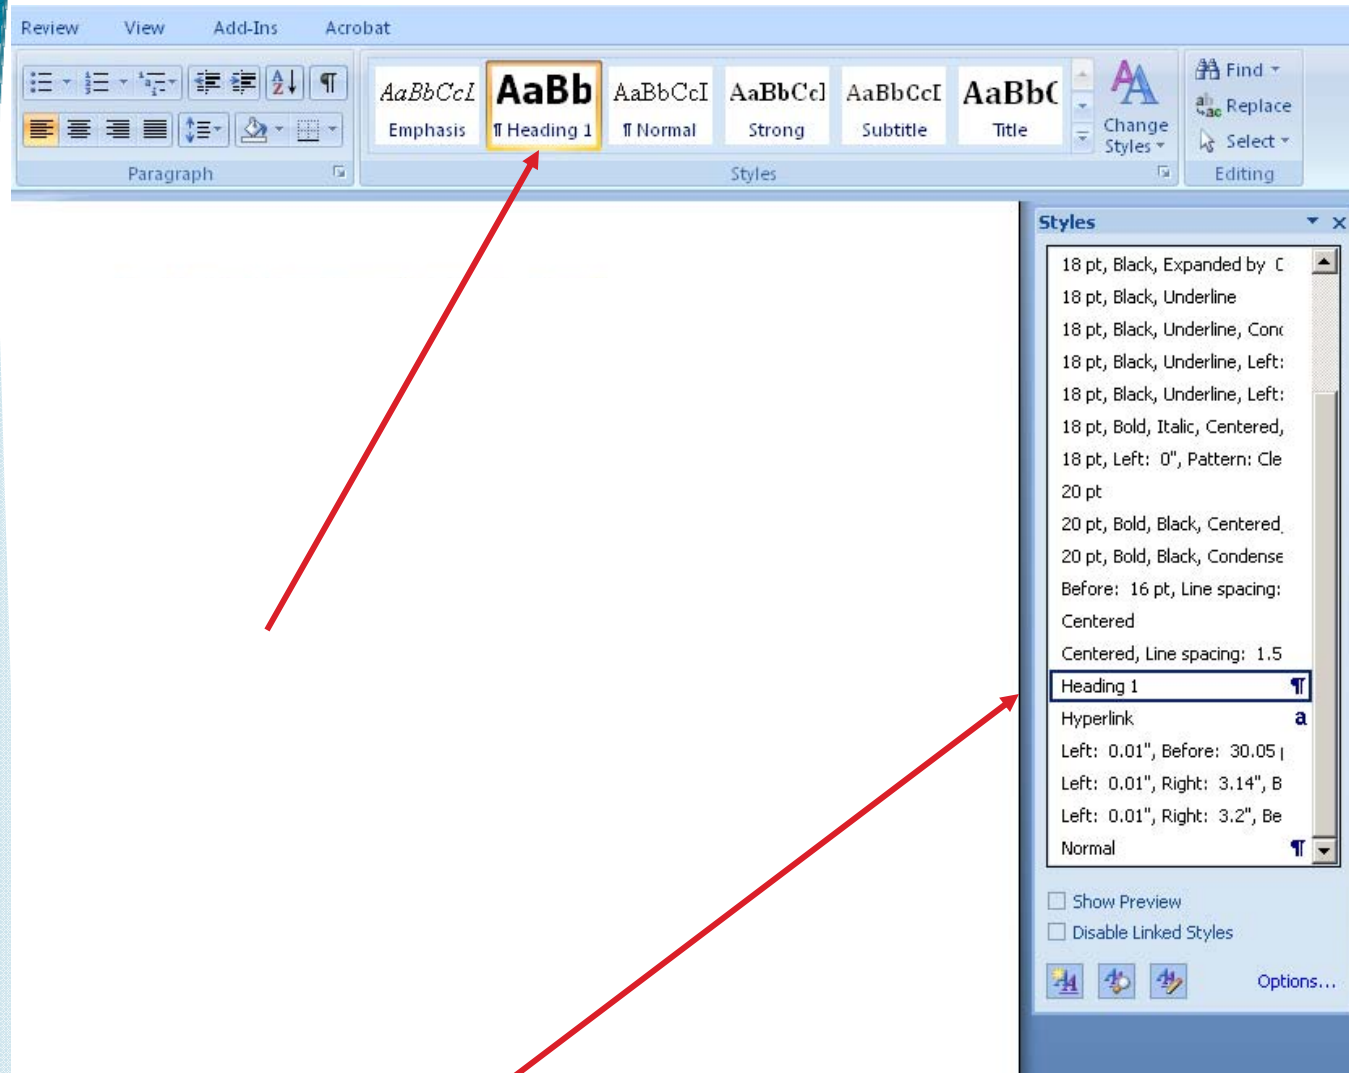 Review View Add-Ins Acrobat
AaBbCcI AaBb AaBbCcI AaBbCcI AaBbCcI AaBb(
Emphasis ¶ Heading 1 ¶ Normal Strong Subtitle Title
Change
Styles
Find
Replace
Select
Paragraph Styles Editing
Styles
18 pt, Black, Expanded by
18 pt, Black, Underline
18 pt, Black, Underline, Con
18 pt, Black, Underline, Left:
18 pt, Black, Underline, Left:
18 pt, Bold, Italic, Centered,
18 pt, Left: 0", Pattern: Cle
20 pt
20 pt, Bold, Black, Centered,
20 pt, Bold, Black, Condense
Before: 16 pt, Line spacing:
Centered
Centered, Line spacing: 1.5
Heading 1 ¶
Hyperlink a
Left: 0.01", Before: 30.05
Left: 0.01", Right: 3.14", B
Left: 0.01", Right: 3.2", Be
Normal ¶
Show Preview
Disable Linked Styles
Options...